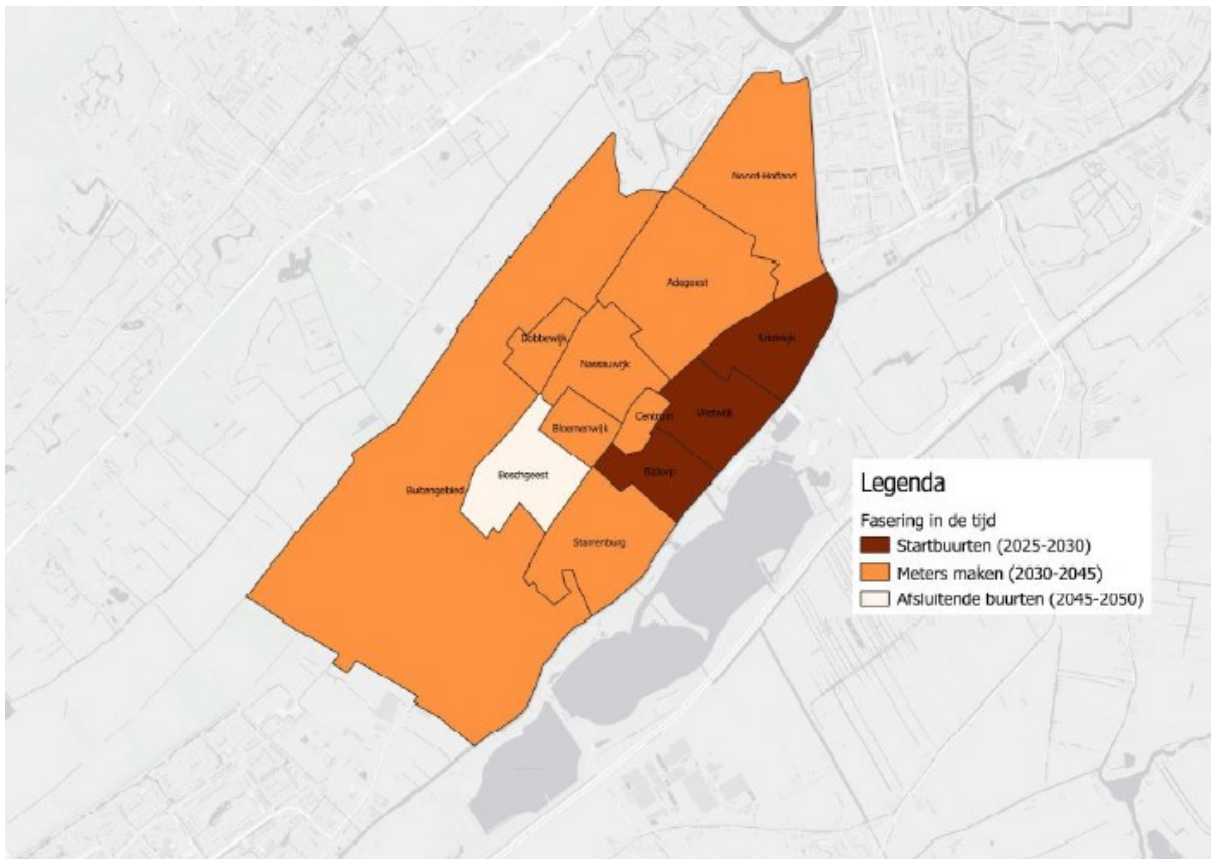 Noord-Hofland
Adegeest
Krimwijk
Dobbewijk
Nassauwijk
Vlietwijk
Centrum
Bloemenwijk
Bijdorp
Boschgeest
Buitengebied
Starrenburg
Legenda
Fasering in de tijd
Startbuurten (2025-2030)
Meters maken (2030-2045)
Afsluitende buurten (2045-2050)